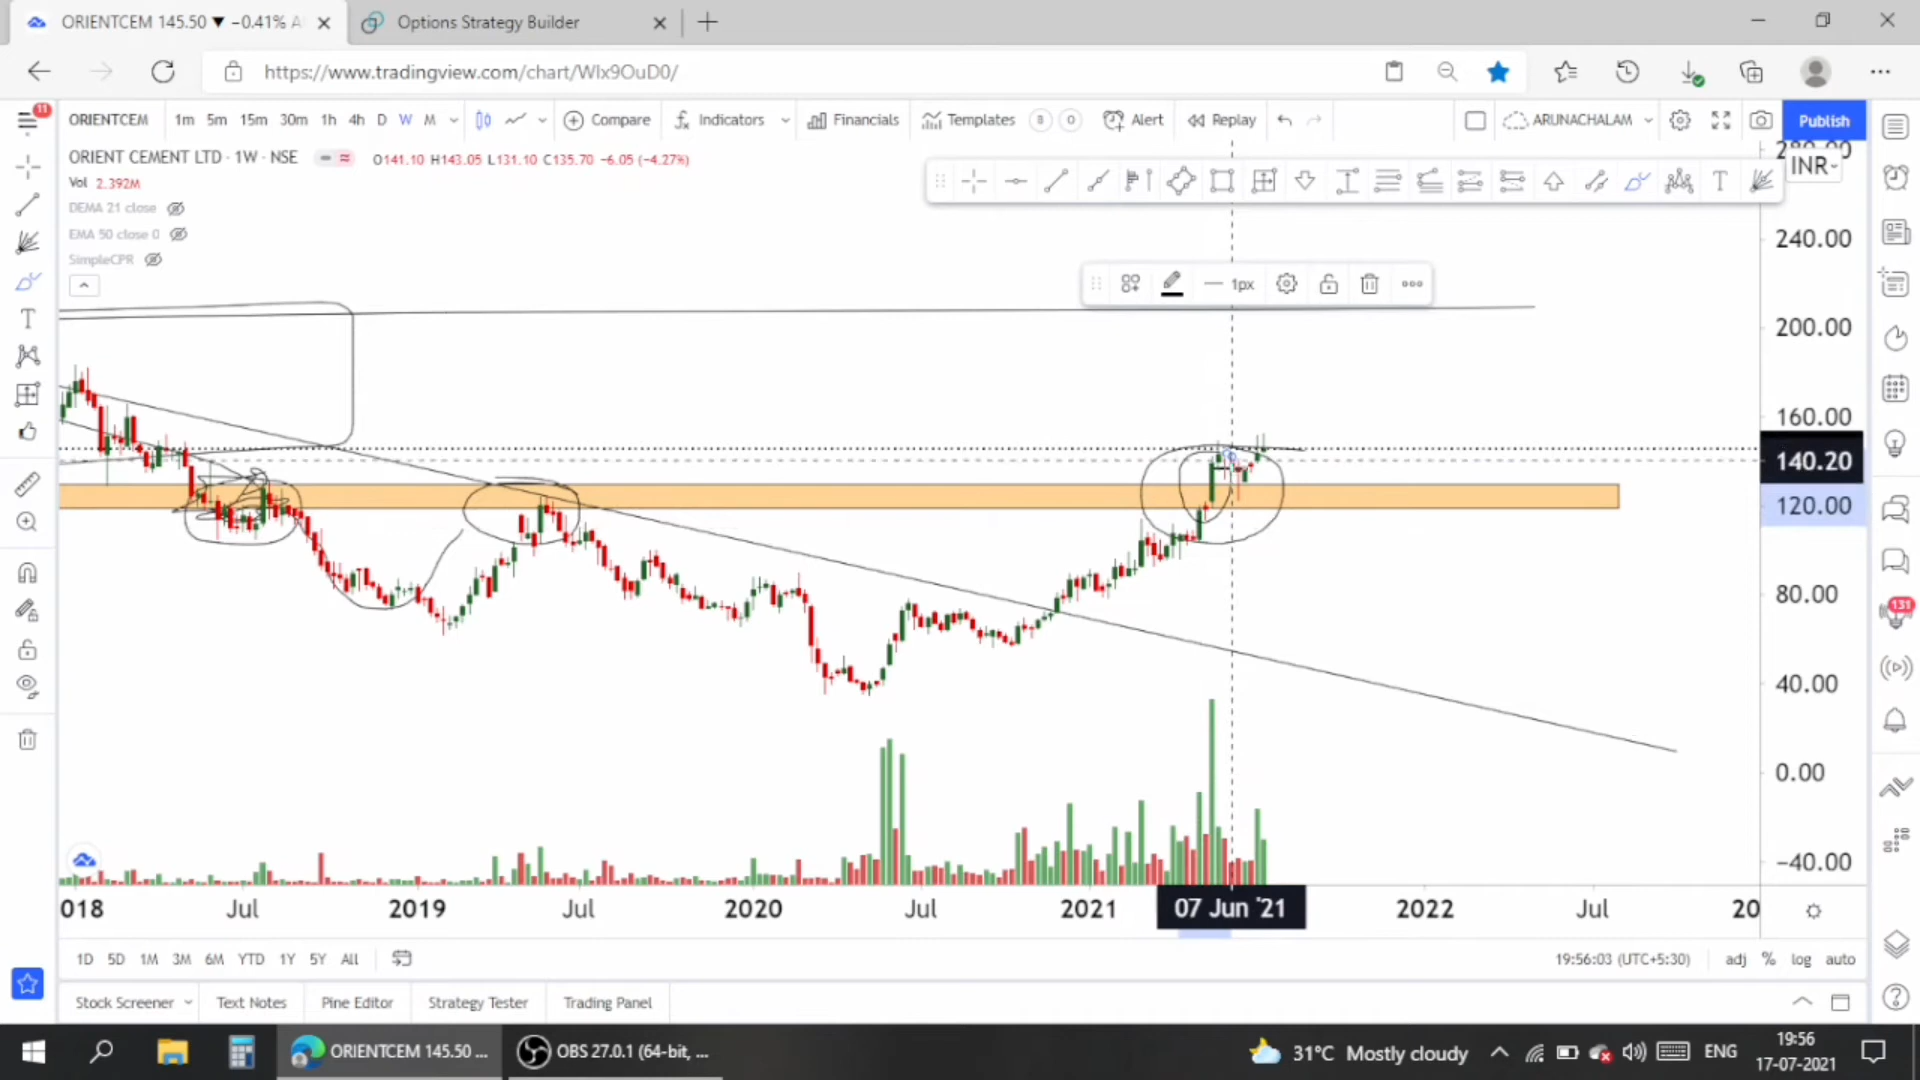 ORIENTCEM 145.50 ▼ −0.41% A
Options Strategy Builder
https://www.tradingview.com/chart/WIx9OuD0/
11
ORIENTCEM 1m 5m 15m 30m 1h 4h D W M Compare Indicators Financials Templates 8 0 Alert Replay ARUNACHALAM Publish
ORIENT CEMENT LTD · 1W · NSE O141.10 H143.05 L131.10 C135.70 −6.05 (−4.27%)
INR
Vol 2.392M
DEMA 21 close
EMA 50 close 0
SimpleCPR
1px
280.00
240.00
200.00
160.00
140.20
120.00
80.00
40.00
0.00
−40.00
131
018 Jul 2019 Jul 2020 Jul 2021 07 Jun '21 2022 Jul 20
1D 5D 1M 3M 6M YTD 1Y 5Y All 19:56:03 (UTC+5:30) adj % log auto
Stock Screener Text Notes Pine Editor Strategy Tester Trading Panel
ORIENTCEM 145.50 ... OBS 27.0.1 (64-bit, ... 31°C Mostly cloudy ENG 19:56
17-07-2021